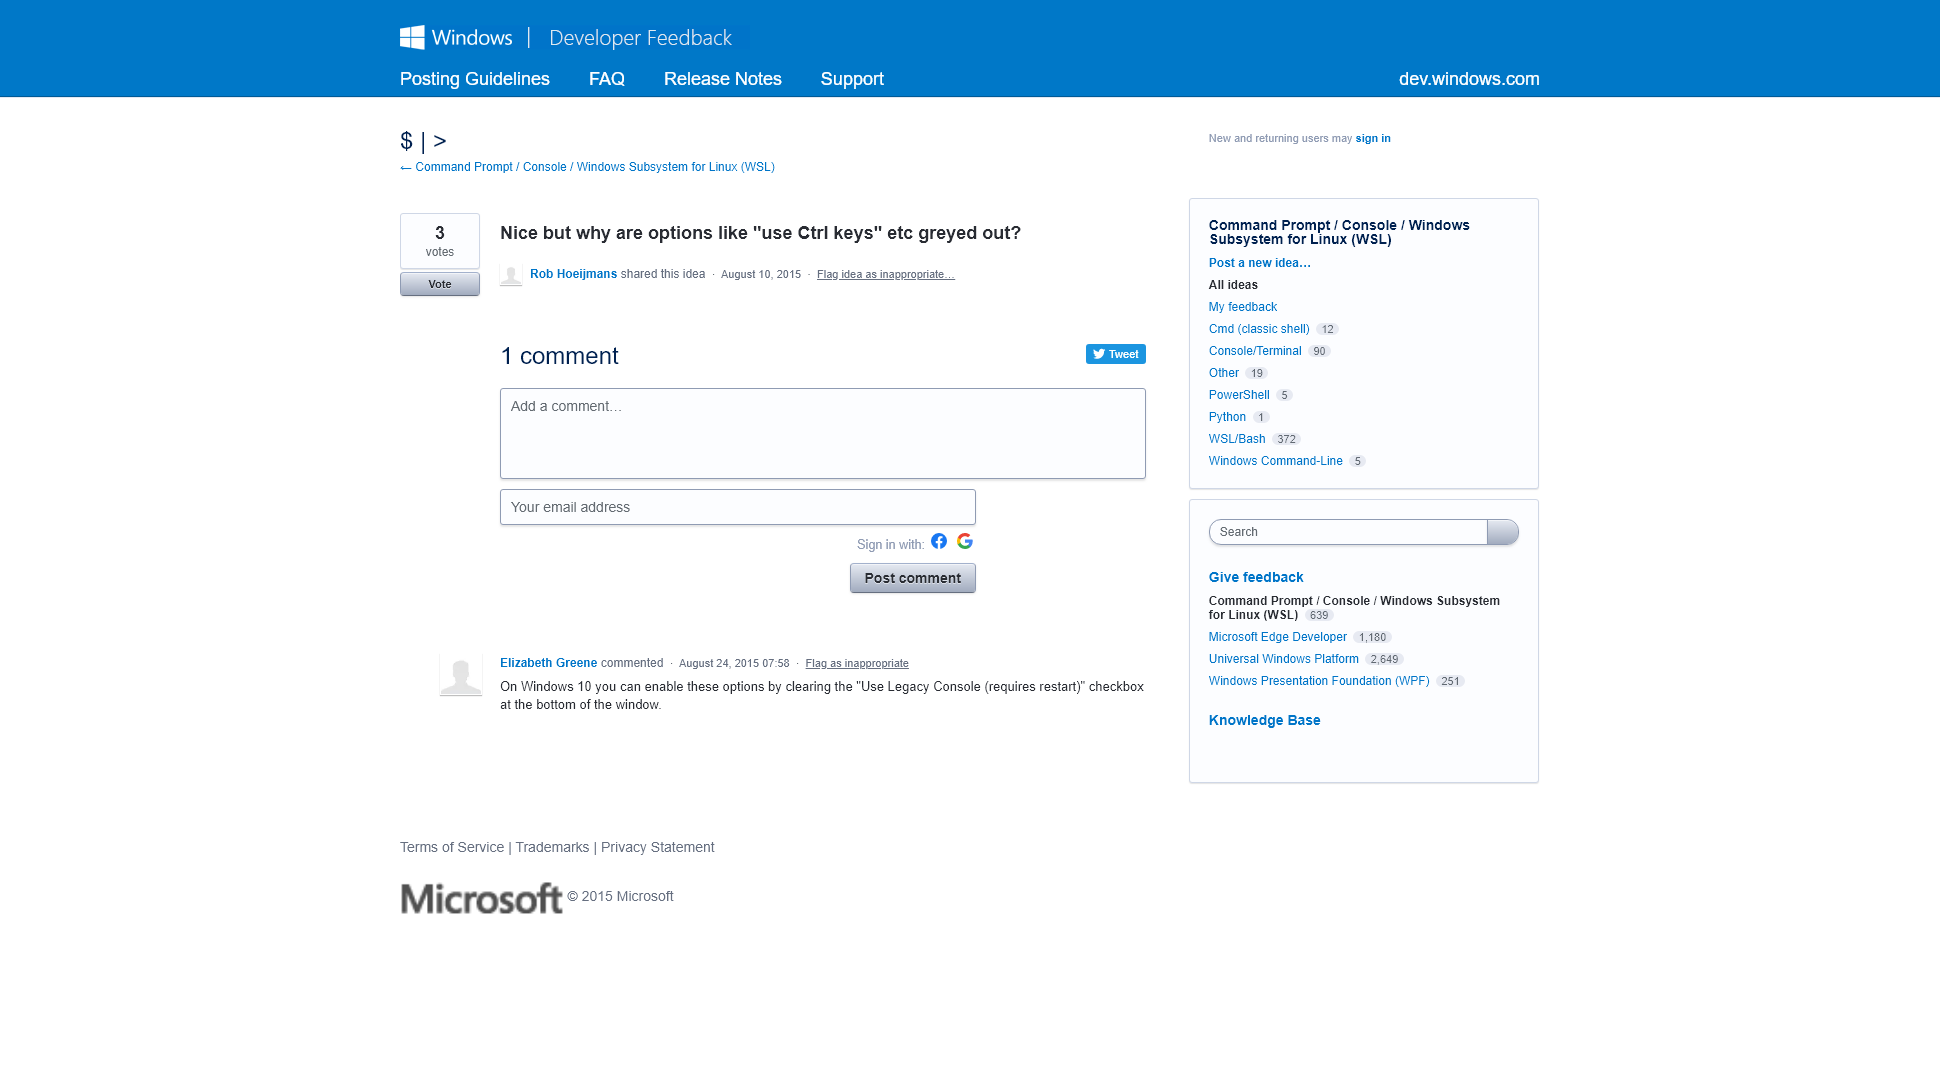 Windows | Developer Feedback
Posting Guidelines FAQ Release Notes Support dev.windows.com
$ | >
← Command Prompt / Console / Windows Subsystem for Linux (WSL)
New and returning users may sign in
3
votes
Vote
Nice but why are options like "use Ctrl keys" etc greyed out?
Rob Hoeijmans shared this idea · August 10, 2015 · Flag idea as inappropriate…
1 comment
Tweet
Add a comment…
Your email address
Sign in with:
Post comment
Elizabeth Greene commented · August 24, 2015 07:58 · Flag as inappropriate
On Windows 10 you can enable these options by clearing the "Use Legacy Console (requires restart)" checkbox
at the bottom of the window.
Command Prompt / Console / Windows
Subsystem for Linux (WSL)
Post a new idea…
All ideas
My feedback
Cmd (classic shell) 12
Console/Terminal 90
Other 19
PowerShell 5
Python 1
WSL/Bash 372
Windows Command-Line 5
Search
Give feedback
Command Prompt / Console / Windows Subsystem
for Linux (WSL) 639
Microsoft Edge Developer 1,180
Universal Windows Platform 2,649
Windows Presentation Foundation (WPF) 251
Knowledge Base
Terms of Service | Trademarks | Privacy Statement
Microsoft © 2015 Microsoft